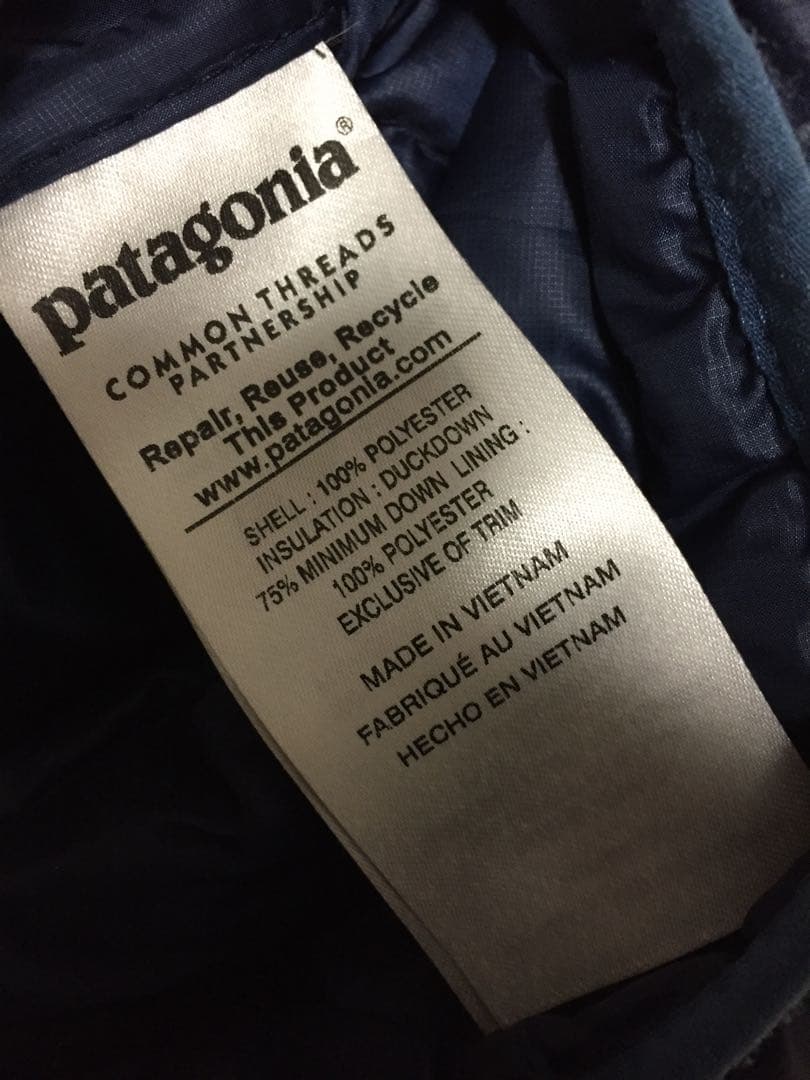 patagonia®
COMMON THREADS
PARTNERSHIP
Repair, Reuse, Recycle
This Product
www.patagonia.com
SHELL : 100% POLYESTER
INSULATION : DUCKDOWN
75% MINIMUM DOWN LINING :
100% POLYESTER
EXCLUSIVE OF TRIM
MADE IN VIETNAM
FABRIQUÉ AU VIETNAM
HECHO EN VIETNAM